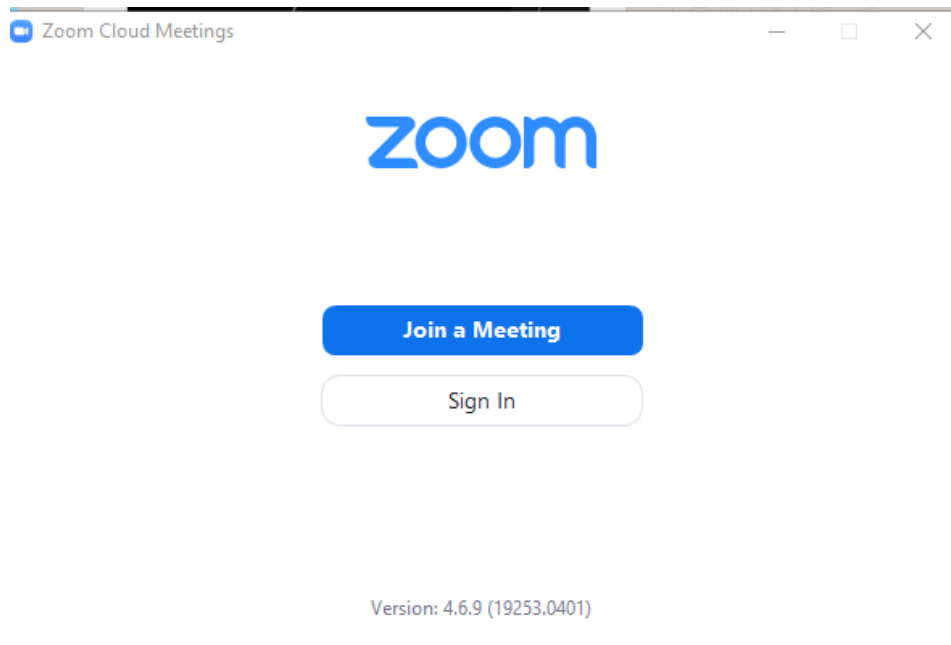 Zoom Cloud Meetings
zoom
Join a Meeting
Sign In
Version: 4.6.9 (19253.0401)